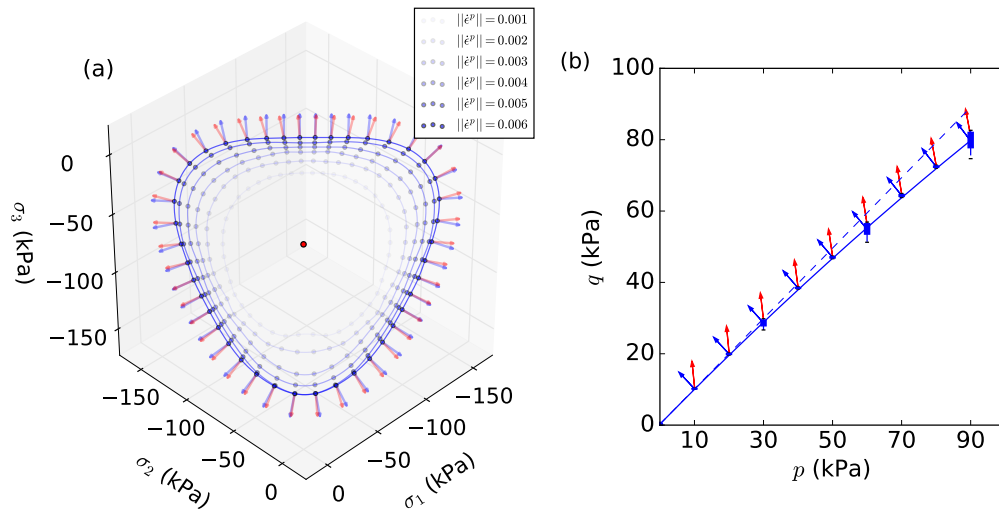 (a)
||ϵ̇ᵖ|| = 0.001
||ϵ̇ᵖ|| = 0.002
||ϵ̇ᵖ|| = 0.003
||ϵ̇ᵖ|| = 0.004
||ϵ̇ᵖ|| = 0.005
||ϵ̇ᵖ|| = 0.006
0
−50
−100
−150
σ₃ (kPa)
−150
−100
−50
0
σ₂ (kPa)
0
−50
−100
−150
σ₁ (kPa)
(b)
100
80
60
40
20
0
q (kPa)
10 30 50 70 90
p (kPa)